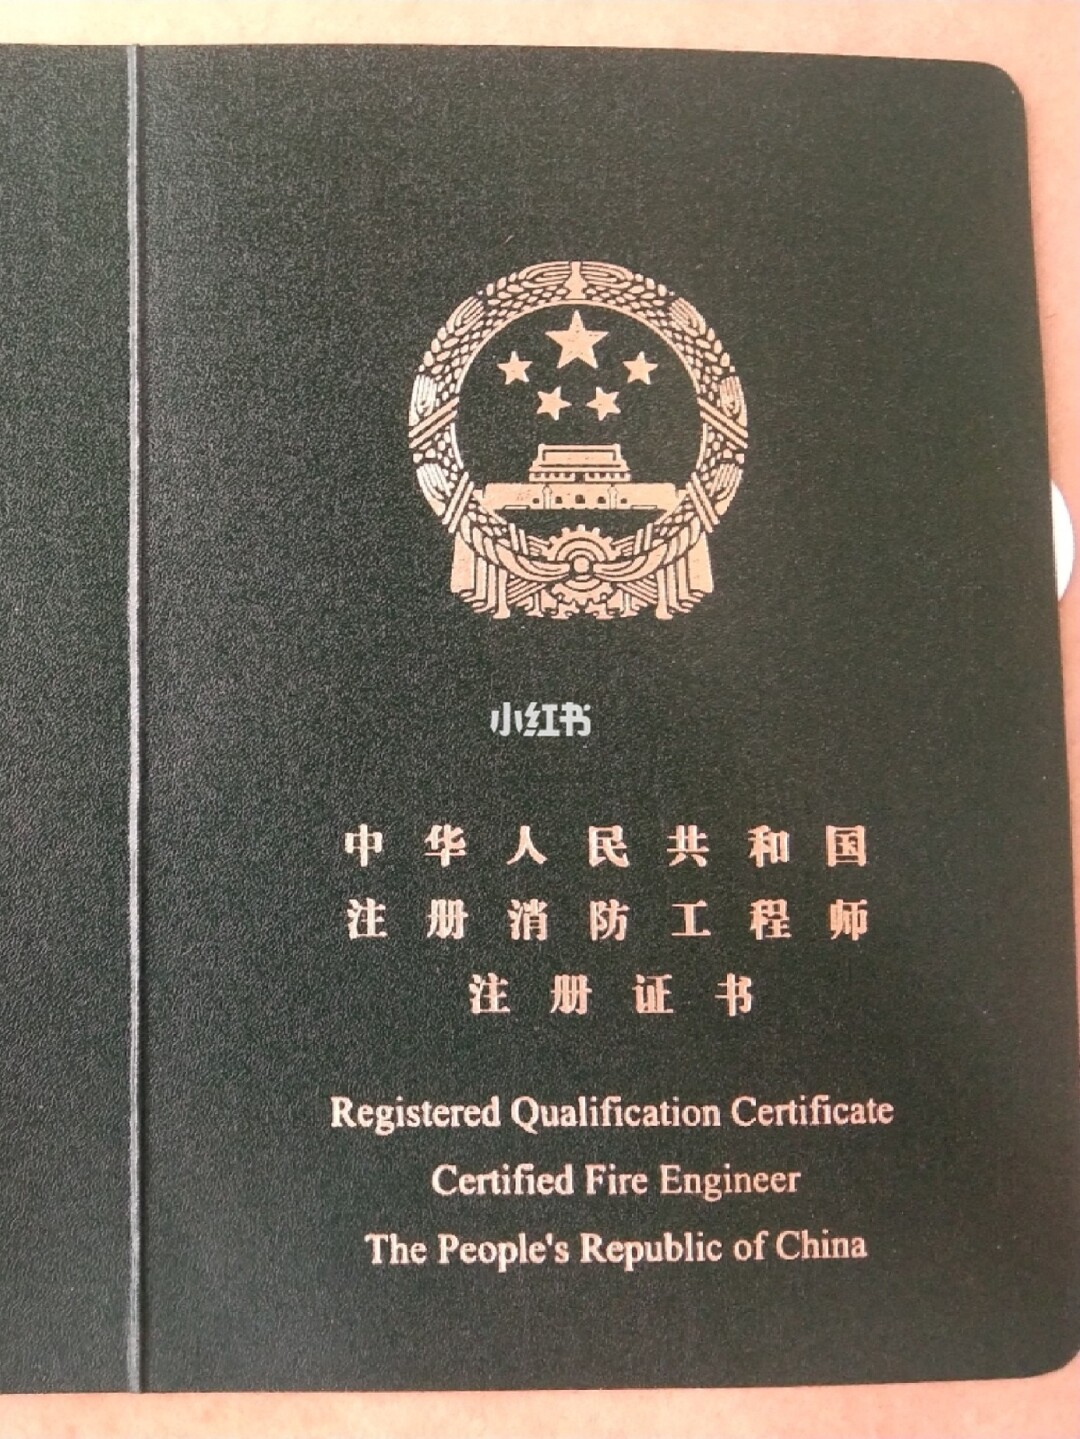 小红书
中华人民共和国
注册消防工程师
注册证书
Registered Qualification Certificate
Certified Fire Engineer
The People's Republic of China